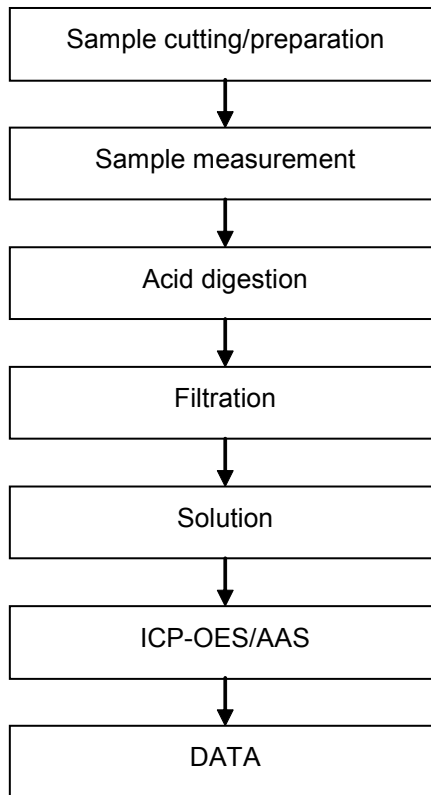 Sample cutting/preparation
Sample measurement
Acid digestion
Filtration
Solution
ICP-OES/AAS
DATA